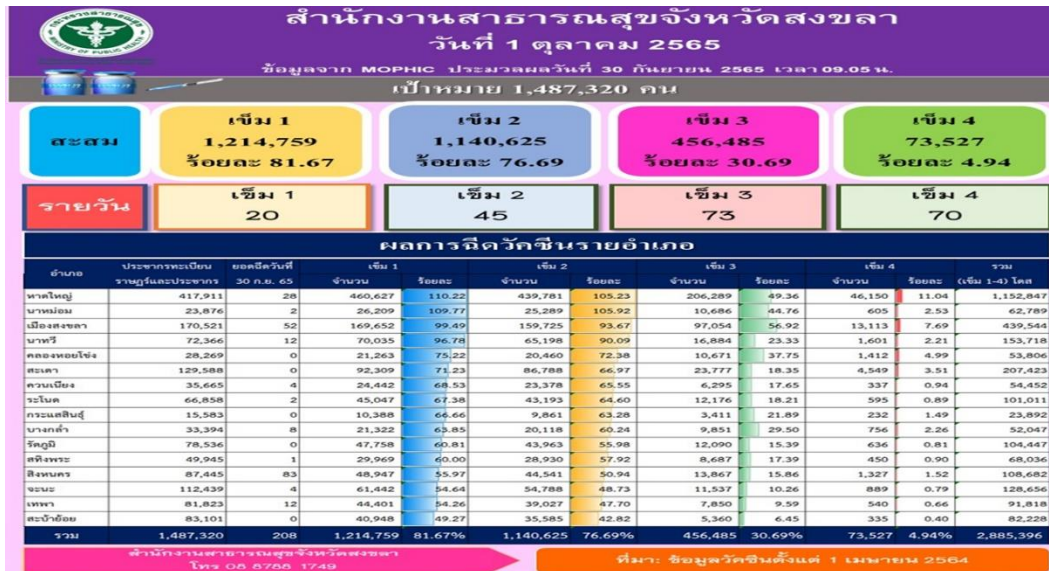 กระทรวงสาธารณสุข
MINISTRY OF PUBLIC HEALTH
สำนักงานสาธารณสุขจังหวัดสงขลา
วันที่ 1 ตุลาคม 2565
ข้อมูลจาก MOPHIC ประมวลผลวันที่ 30 กันยายน 2565 เวลา 09.05 น.
เป้าหมาย 1,487,320 คน
สะสม
เข็ม 1
1,214,759
ร้อยละ 81.67
เข็ม 2
1,140,625
ร้อยละ 76.69
เข็ม 3
456,485
ร้อยละ 30.69
เข็ม 4
73,527
ร้อยละ 4.94
รายวัน
เข็ม 1
20
เข็ม 2
45
เข็ม 3
73
เข็ม 4
70
ผลการฉีดวัคซีนรายอำเภอ
อำเภอ ประชากรทะเบียน ยอดฉีดวันที่ เข็ม 1 เข็ม 2 เข็ม 3 เข็ม 4 รวม
ราษฎร์และประชากร 30 ก.ย. 65 จำนวน ร้อยละ จำนวน ร้อยละ จำนวน ร้อยละ จำนวน ร้อยละ (เข็ม 1-4) โดส
หาดใหญ่ 417,911 28 460,627 110.22 439,781 105.23 206,289 49.36 46,150 11.04 1,152,847
นาหม่อม 23,876 2 26,209 109.77 25,289 105.92 10,686 44.76 605 2.53 62,789
เมืองสงขลา 170,521 52 169,652 99.49 159,725 93.67 97,054 56.92 13,113 7.69 439,544
นาทวี 72,366 12 70,035 96.78 65,198 90.09 16,884 23.33 1,601 2.21 153,718
คลองหอยโข่ง 28,269 0 21,263 75.22 20,460 72.38 10,671 37.75 1,412 4.99 53,806
สะเดา 129,588 0 92,309 71.23 86,788 66.97 23,777 18.35 4,549 3.51 207,423
ควนเนียง 35,665 4 24,442 68.53 23,378 65.55 6,295 17.65 337 0.94 54,452
ระโนด 66,858 2 45,047 67.38 43,193 64.60 12,176 18.21 595 0.89 101,011
กระแสสินธุ์ 15,583 0 10,388 66.66 9,861 63.28 3,411 21.89 232 1.49 23,892
บางกล่ำ 33,394 8 21,322 63.85 20,118 60.24 9,851 29.50 756 2.26 52,047
รัตภูมิ 78,536 0 47,758 60.81 43,963 55.98 12,090 15.39 636 0.81 104,447
สทิงพระ 49,945 1 29,969 60.00 28,930 57.92 8,687 17.39 450 0.90 68,036
สิงหนคร 87,445 83 48,947 55.97 44,541 50.94 13,867 15.86 1,327 1.52 108,682
จะนะ 112,439 4 61,442 54.64 54,788 48.73 11,537 10.26 889 0.79 128,656
เทพา 81,823 12 44,401 54.26 39,027 47.70 7,850 9.59 540 0.66 91,818
สะบ้าย้อย 83,101 0 40,948 49.27 35,585 42.82 5,360 6.45 335 0.40 82,228
รวม 1,487,320 208 1,214,759 81.67% 1,140,625 76.69% 456,485 30.69% 73,527 4.94% 2,885,396
สำนักงานสาธารณสุขจังหวัดสงขลา
โทร 08 8788 1749
ที่มา: ข้อมูลวัคซีนตั้งแต่ 1 เมษายน 2564